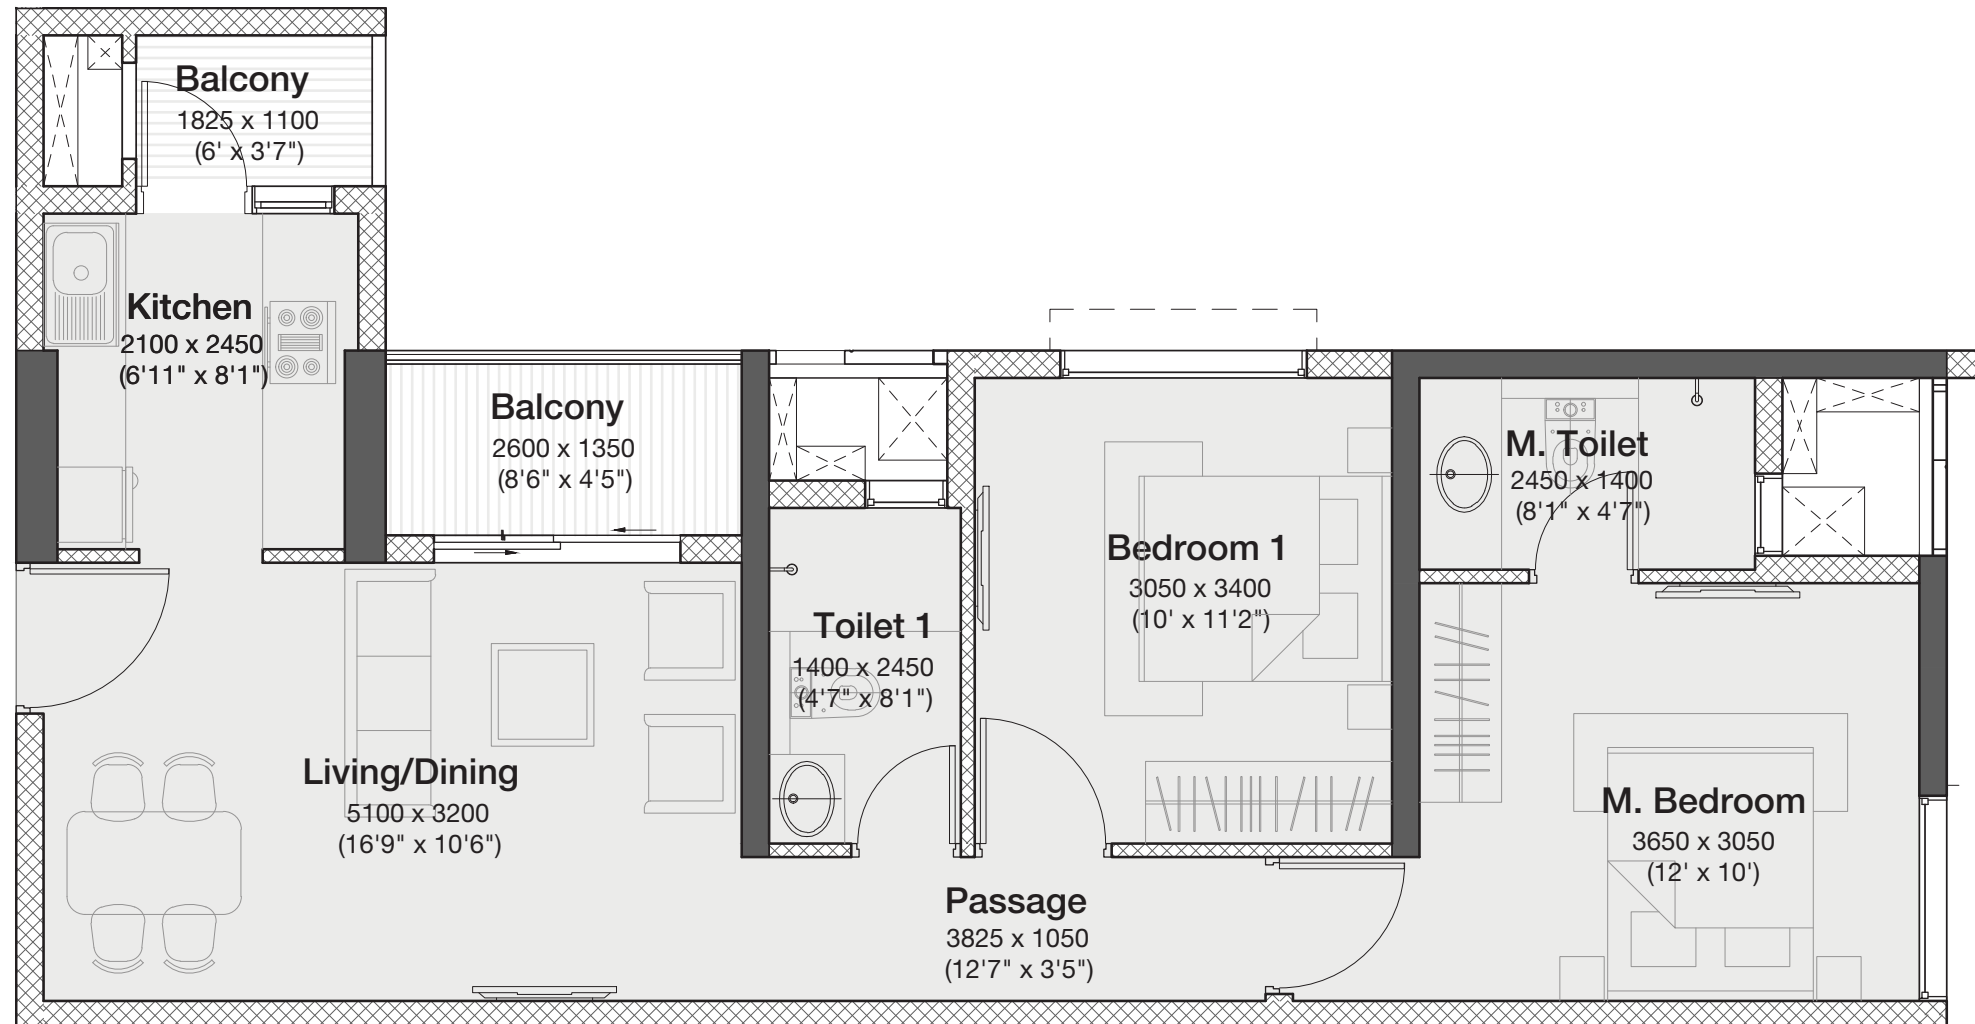 Balcony
1825 x 1100
(6' x 3'7")
Kitchen
2100 x 2450
(6'11" x 8'1")
Balcony
2600 x 1350
(8'6" x 4'5")
M. Toilet
2450 x 1400
(8'1" x 4'7")
Bedroom 1
3050 x 3400
(10' x 11'2")
Toilet 1
1400 x 2450
(4'7" x 8'1")
Living/Dining
5100 x 3200
(16'9" x 10'6")
M. Bedroom
3650 x 3050
(12' x 10')
Passage
3825 x 1050
(12'7" x 3'5")